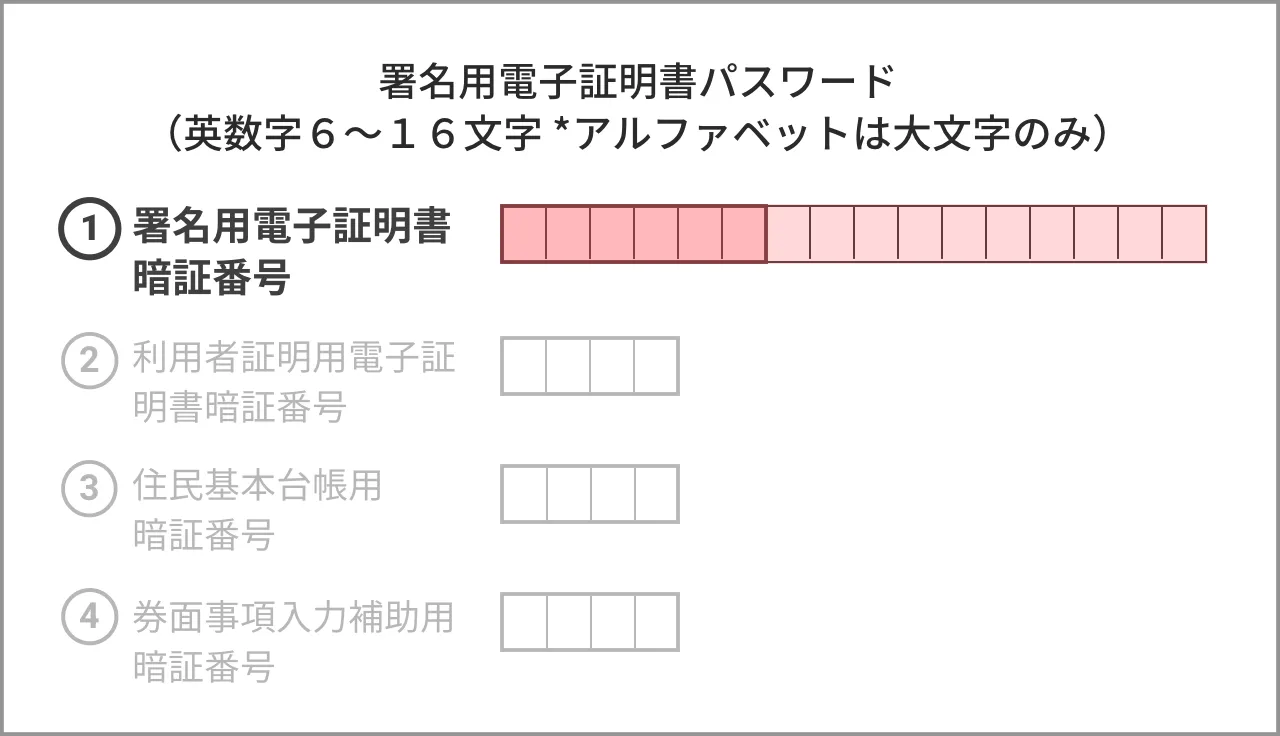 署名用電子証明書パスワード
（英数字６〜１６文字 *アルファベットは大文字のみ）
1 署名用電子証明書
暗証番号
2 利用者証明用電子証
明書暗証番号
3 住民基本台帳用
暗証番号
4 券面事項入力補助用
暗証番号